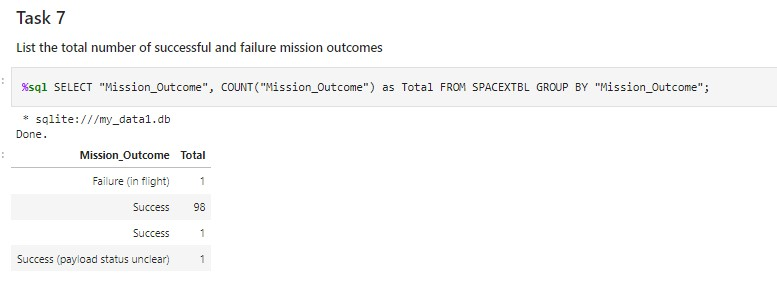 Task 7
List the total number of successful and failure mission outcomes
%sql SELECT "Mission_Outcome", COUNT("Mission_Outcome") as Total FROM SPACEXTBL GROUP BY "Mission_Outcome";
* sqlite:///my_data1.db
Done.
Mission_Outcome Total
Failure (in flight) 1
Success 98
Success 1
Success (payload status unclear) 1